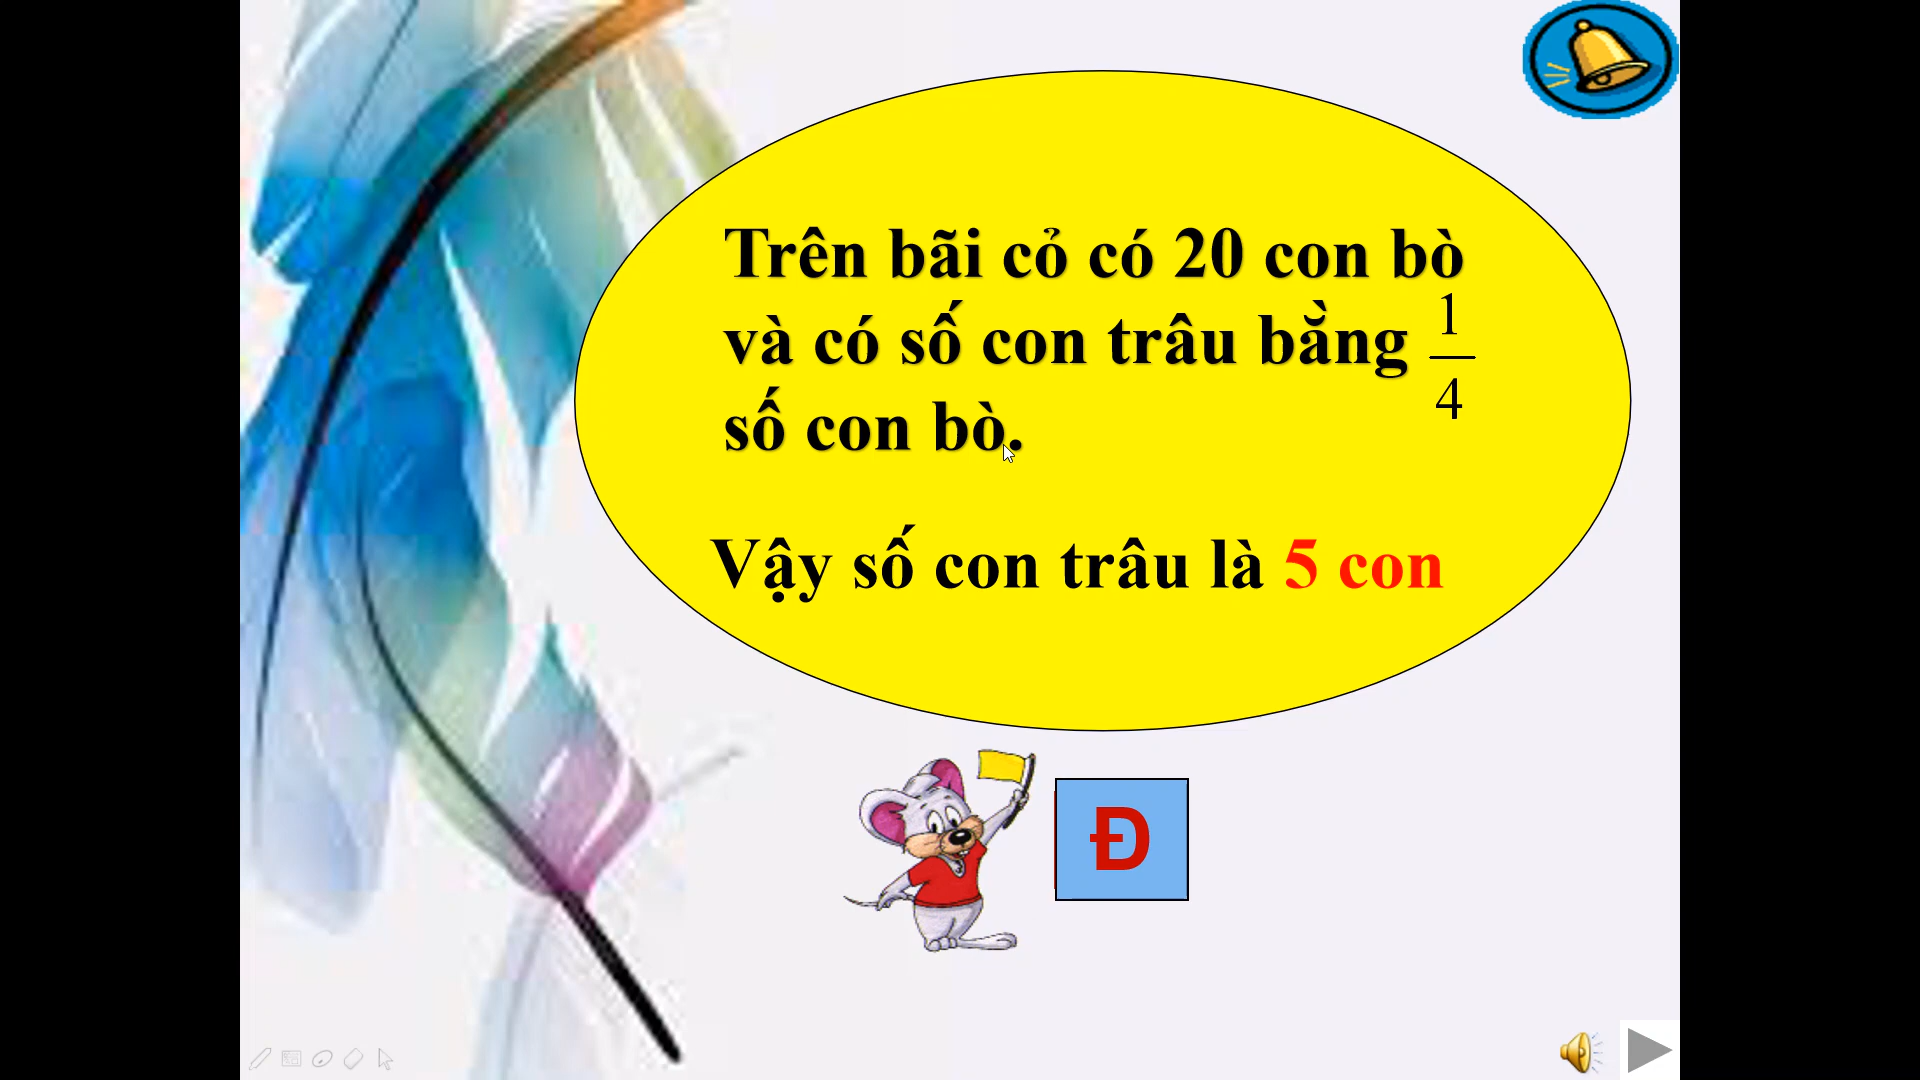 Trên bãi cỏ có 20 con bò
và có số con trâu bằng 1/4
số con bò.
Vậy số con trâu là 5 con
Đ